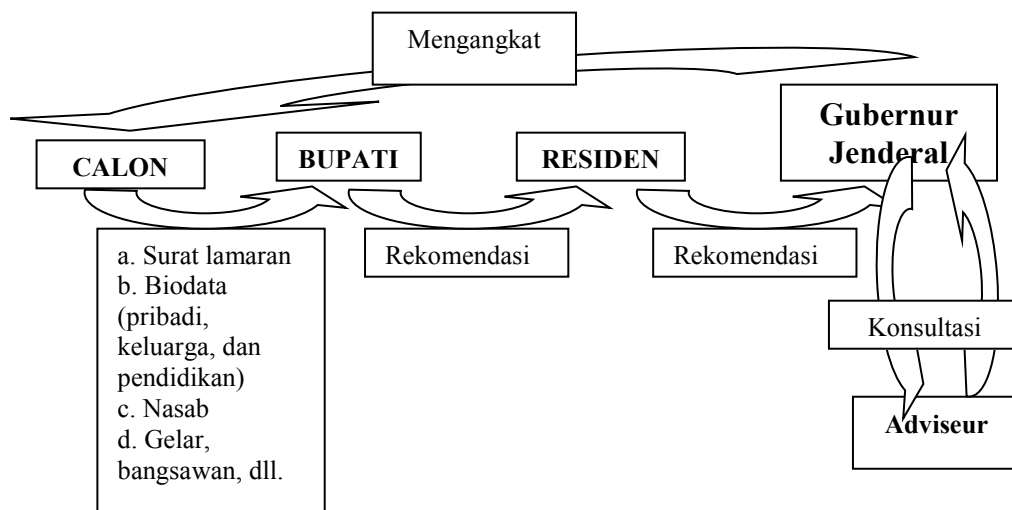 Mengangkat
Gubernur
Jenderal
CALON
BUPATI
RESIDEN
a. Surat lamaran
b. Biodata
(pribadi,
keluarga, dan
pendidikan)
c. Nasab
d. Gelar,
bangsawan, dll.
Rekomendasi
Rekomendasi
Konsultasi
Adviseur